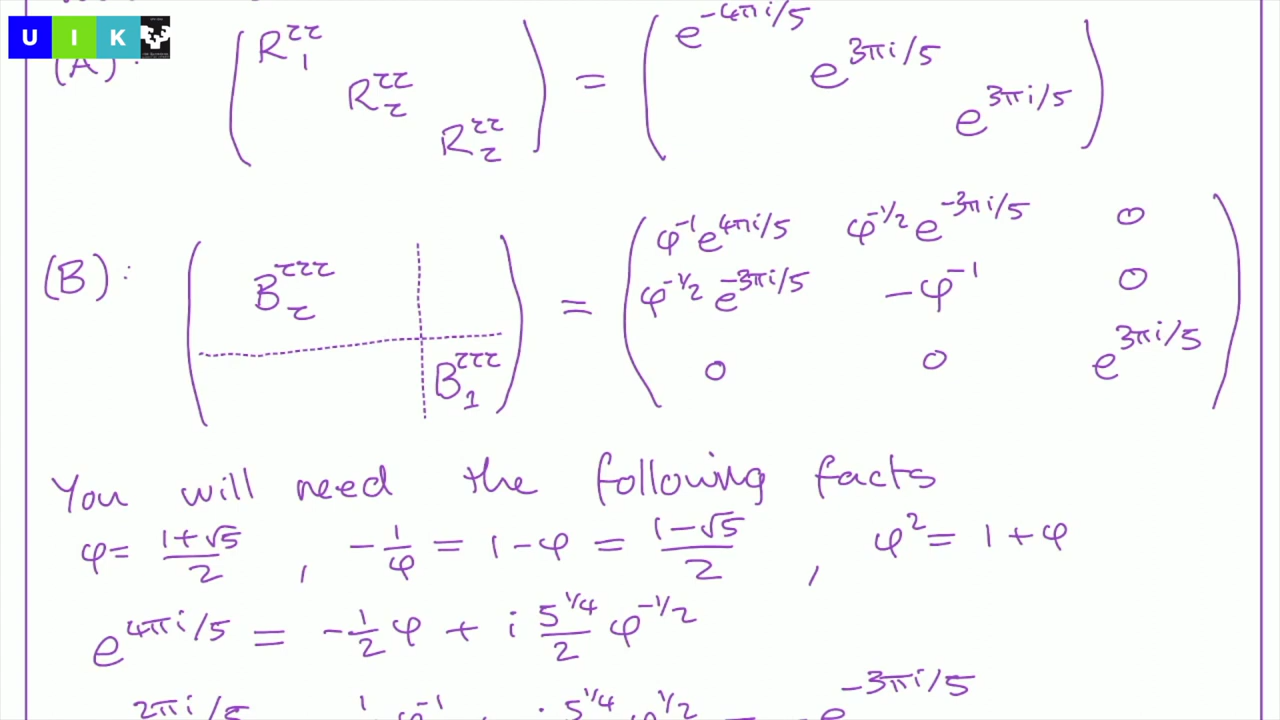 UIK
(A): ( R_1^{ττ} R_τ^{ττ} R_τ^{ττ} ) = ( e^{-4πi/5} e^{3πi/5} e^{3πi/5} )
(B): ( B_τ^{τττ} B_1^{τττ} ) = ( φ^{-1} e^{4πi/5} φ^{-1/2} e^{-3πi/5} 0
φ^{-1/2} e^{-3πi/5} -φ^{-1} 0
0 0 e^{3πi/5} )
You will need the following facts
φ = (1+√5)/2 , -1/φ = 1-φ = (1-√5)/2 , φ² = 1+φ
e^{4πi/5} = -½φ + i 5^{1/4}/2 φ^{-1/2}